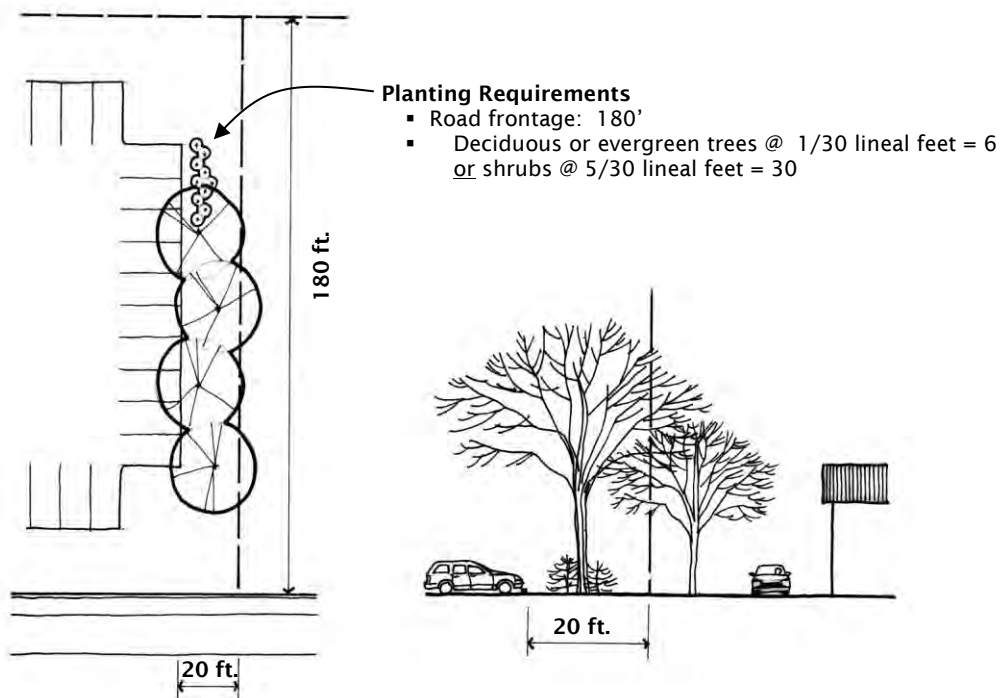 Planting Requirements
▪ Road frontage: 180’
▪ Deciduous or evergreen trees @ 1/30 lineal feet = 6
or shrubs @ 5/30 lineal feet = 30
180 ft.
20 ft.
20 ft.